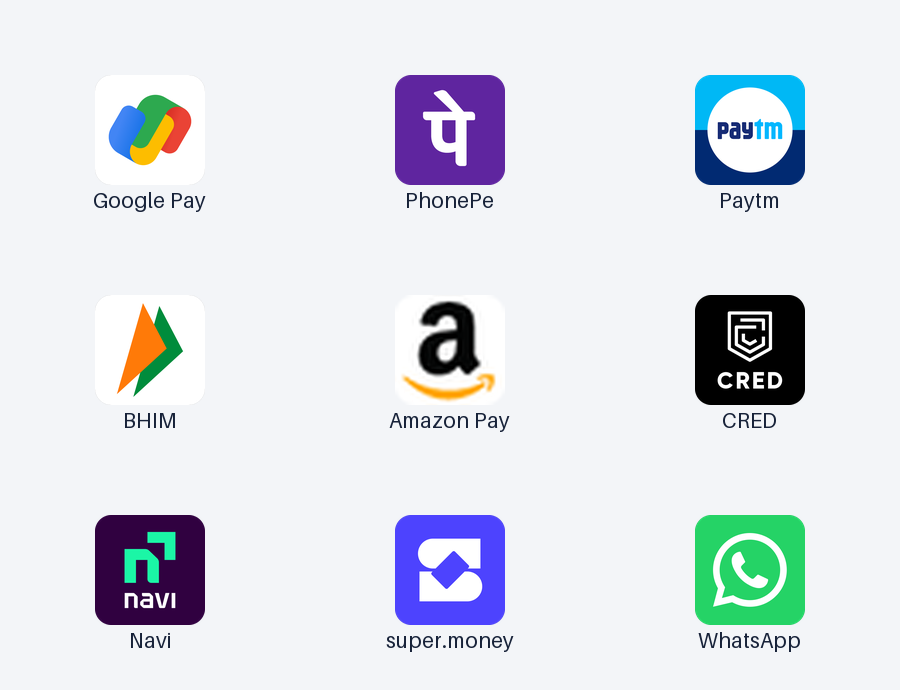 पे
paytm
Google Pay
PhonePe
Paytm
a
CRED
BHIM
Amazon Pay
CRED
navi
Navi
super.money
WhatsApp